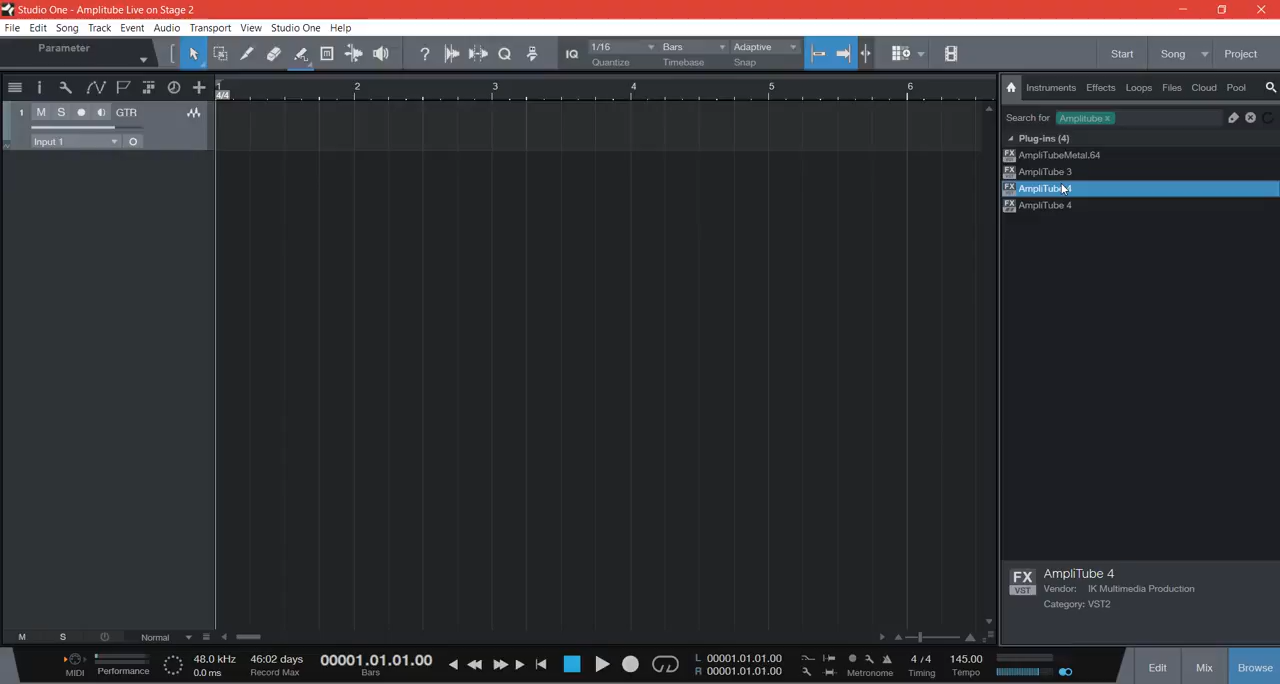 Studio One - Amplitube Live on Stage 2
File Edit Song Track Event Audio Transport View Studio One Help
Parameter
IQ 1/16 Bars Adaptive
Quantize Timebase Snap
Start Song Project
1 2 3 4 5 6
4/4
Instruments Effects Loops Files Cloud Pool
1 M S GTR
Input 1
Search for Amplitube x
Plug-ins (4)
FX AmpliTubeMetal.64
FX AmpliTube 3
FX AmpliTube 4
FX AmpliTube 4
FX VST
AmpliTube 4
Vendor: IK Multimedia Production
Category: VST2
M S Normal
MIDI Performance
48.0 kHz
0.0 ms
46:02 days
Record Max
00001.01.01.00
Bars
L 00001.01.01.00
R 00001.01.01.00
Metronome
4 / 4
Timing
145.00
Tempo
Edit Mix Browse